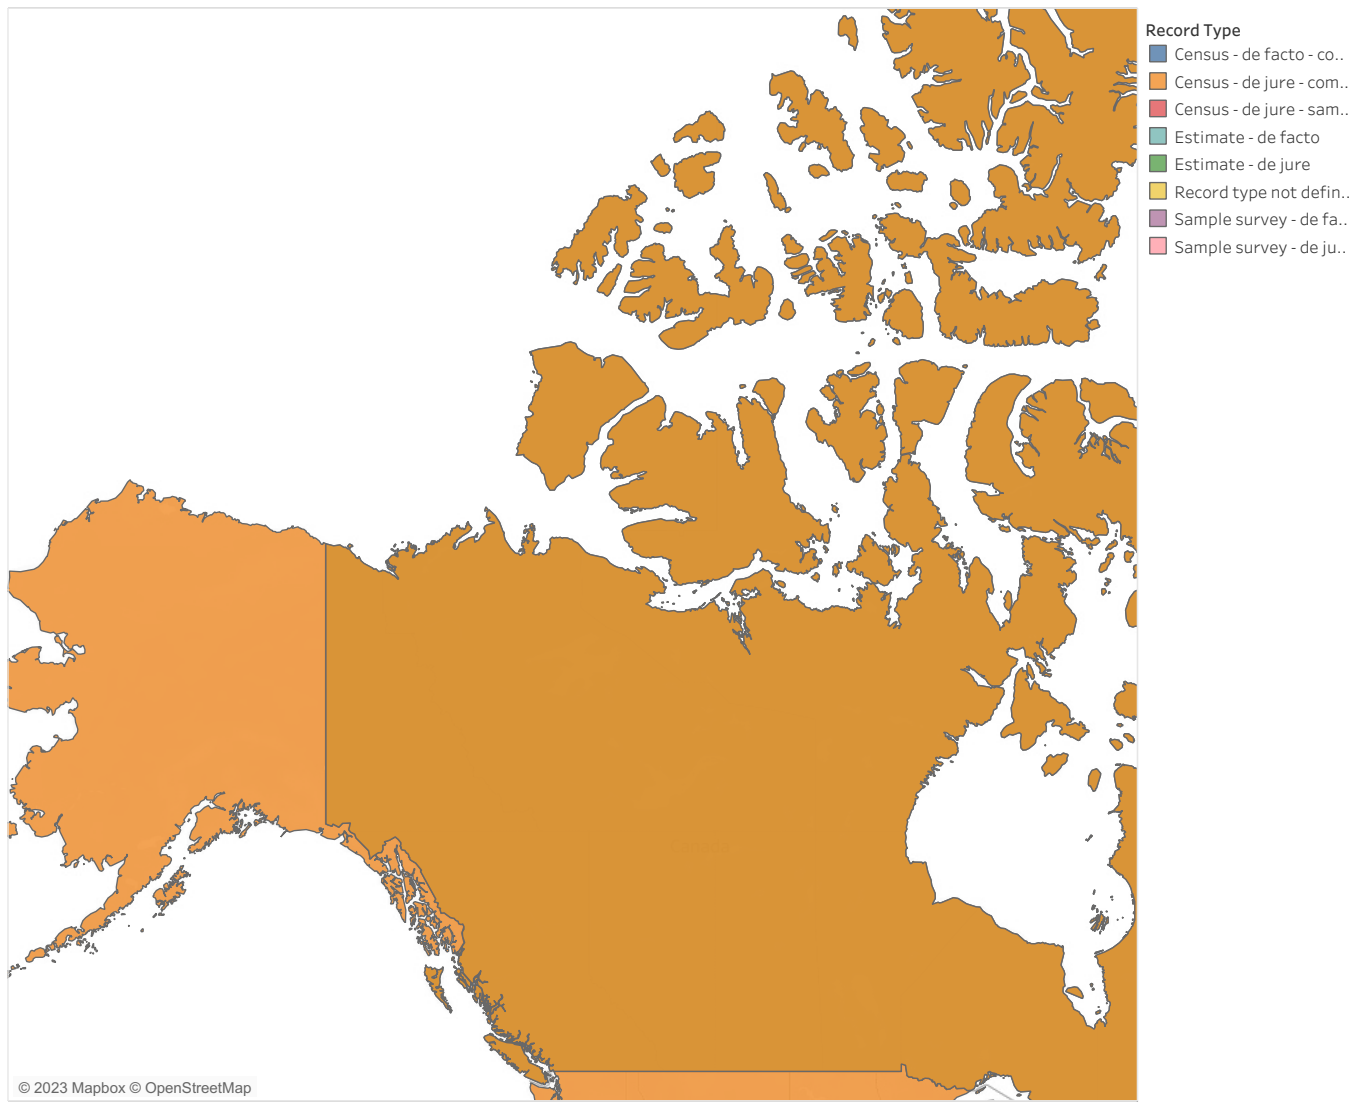 Record Type
Census - de facto - co..
Census - de jure - com..
Census - de jure - sam..
Estimate - de facto
Estimate - de jure
Record type not defin..
Sample survey - de fa..
Sample survey - de ju..
© 2023 Mapbox © OpenStreetMap